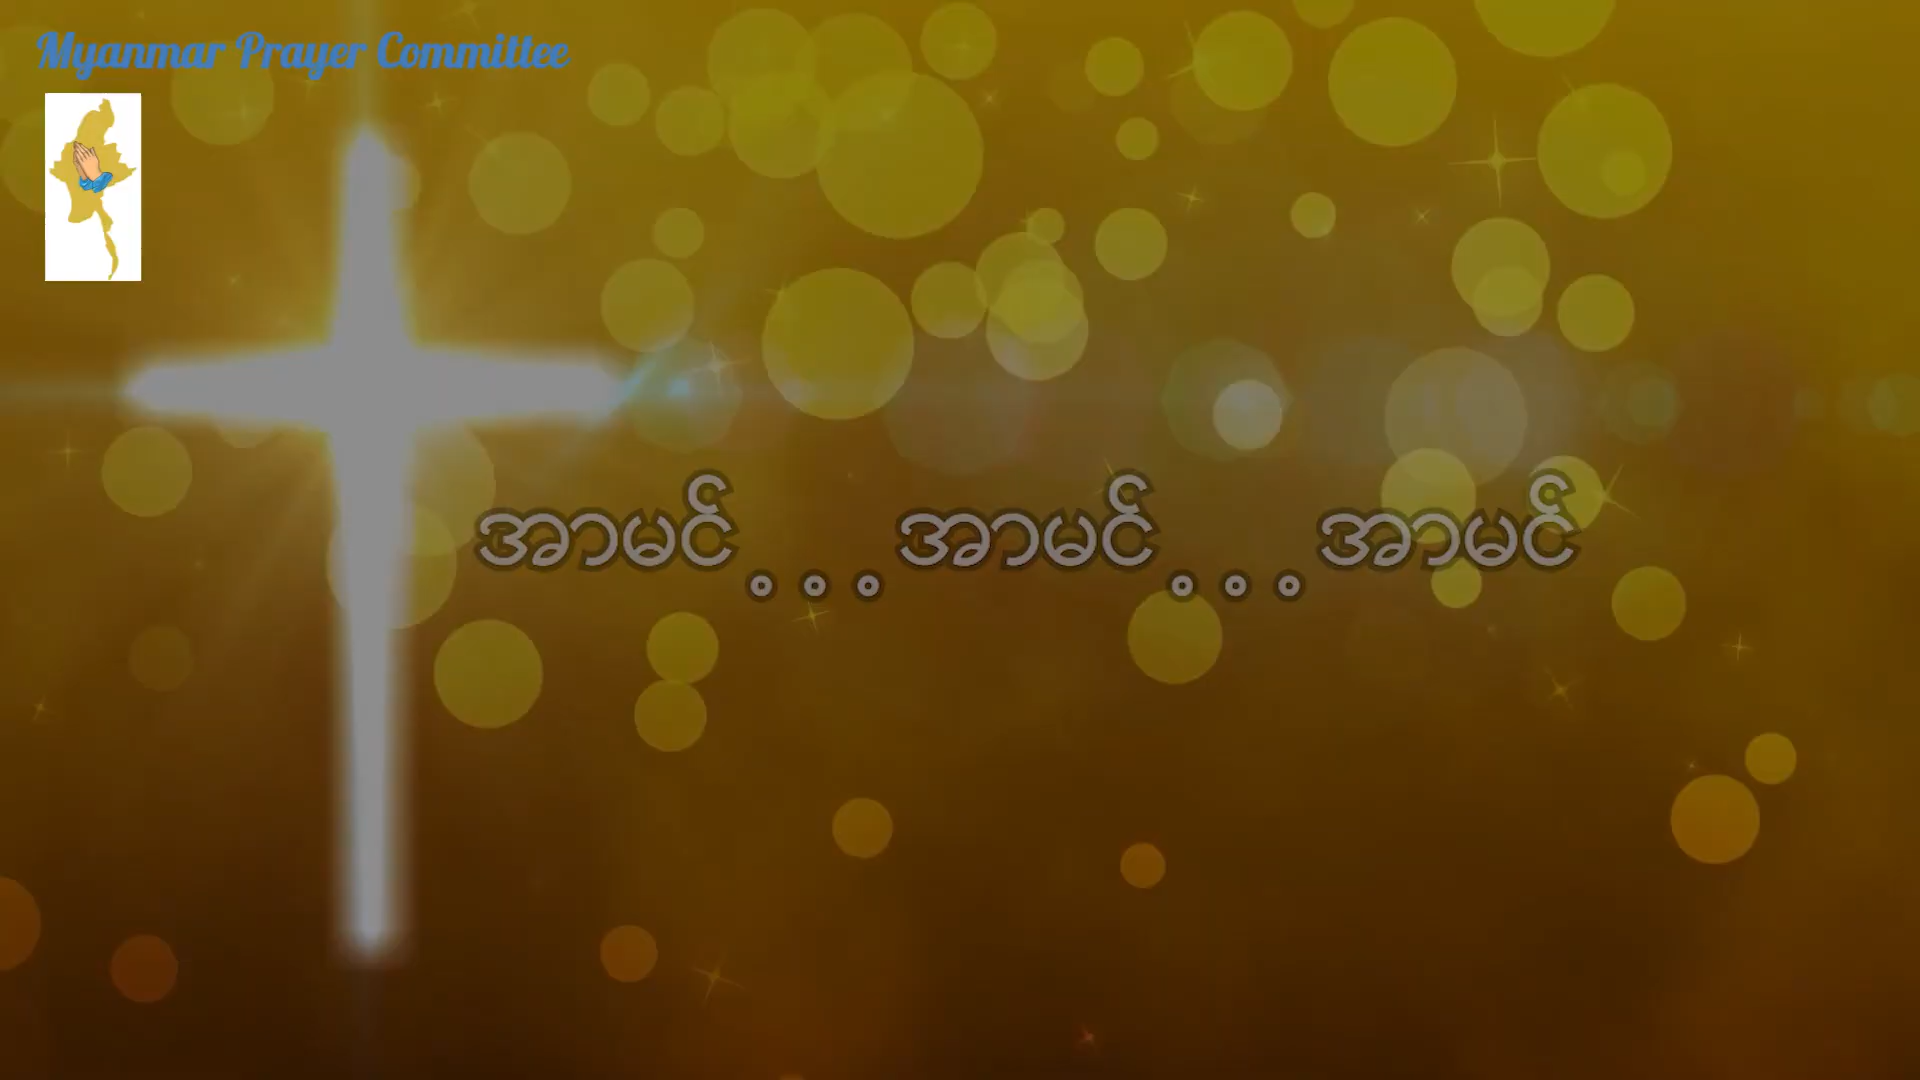 Myanmar Prayer Committee
အာမင်္. . . အာမင်္. . . အာမင်္